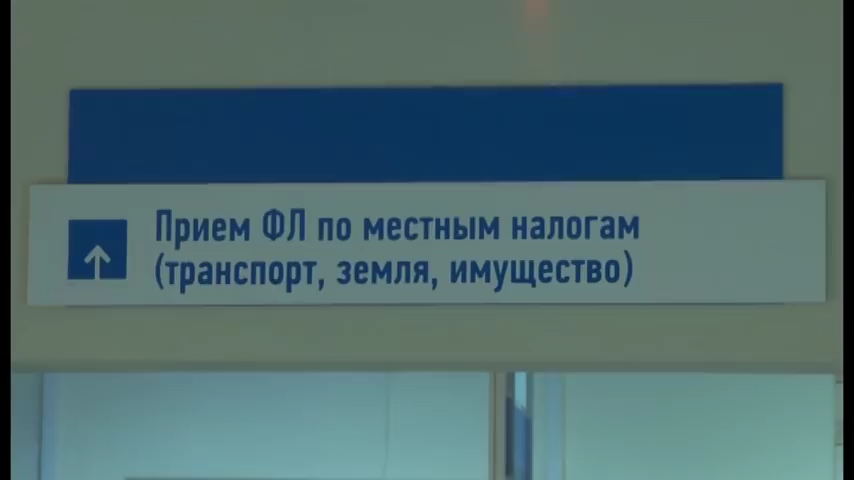 Прием ФЛ по местным налогам
(транспорт, земля, имущество)